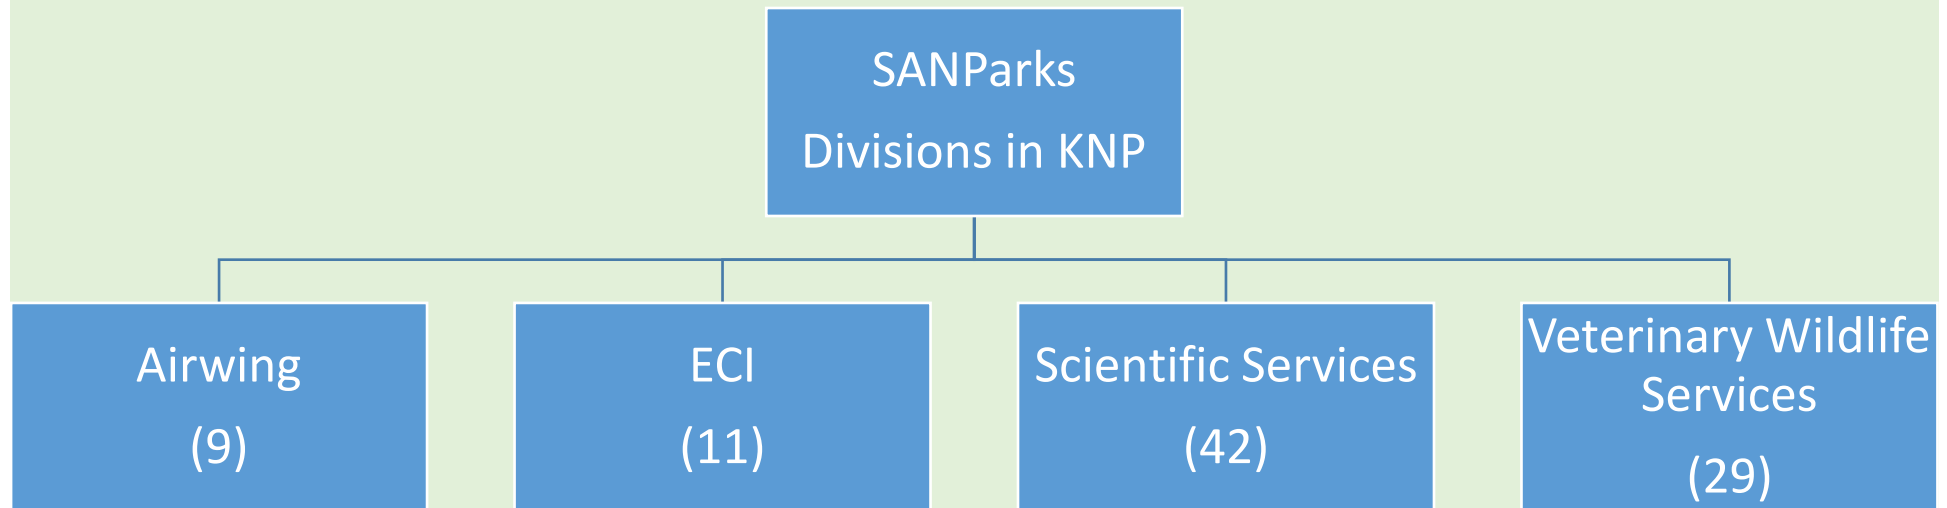 SANParks
Divisions in KNP
Airwing
(9)
ECI
(11)
Scientific Services
(42)
Veterinary Wildlife
Services
(29)